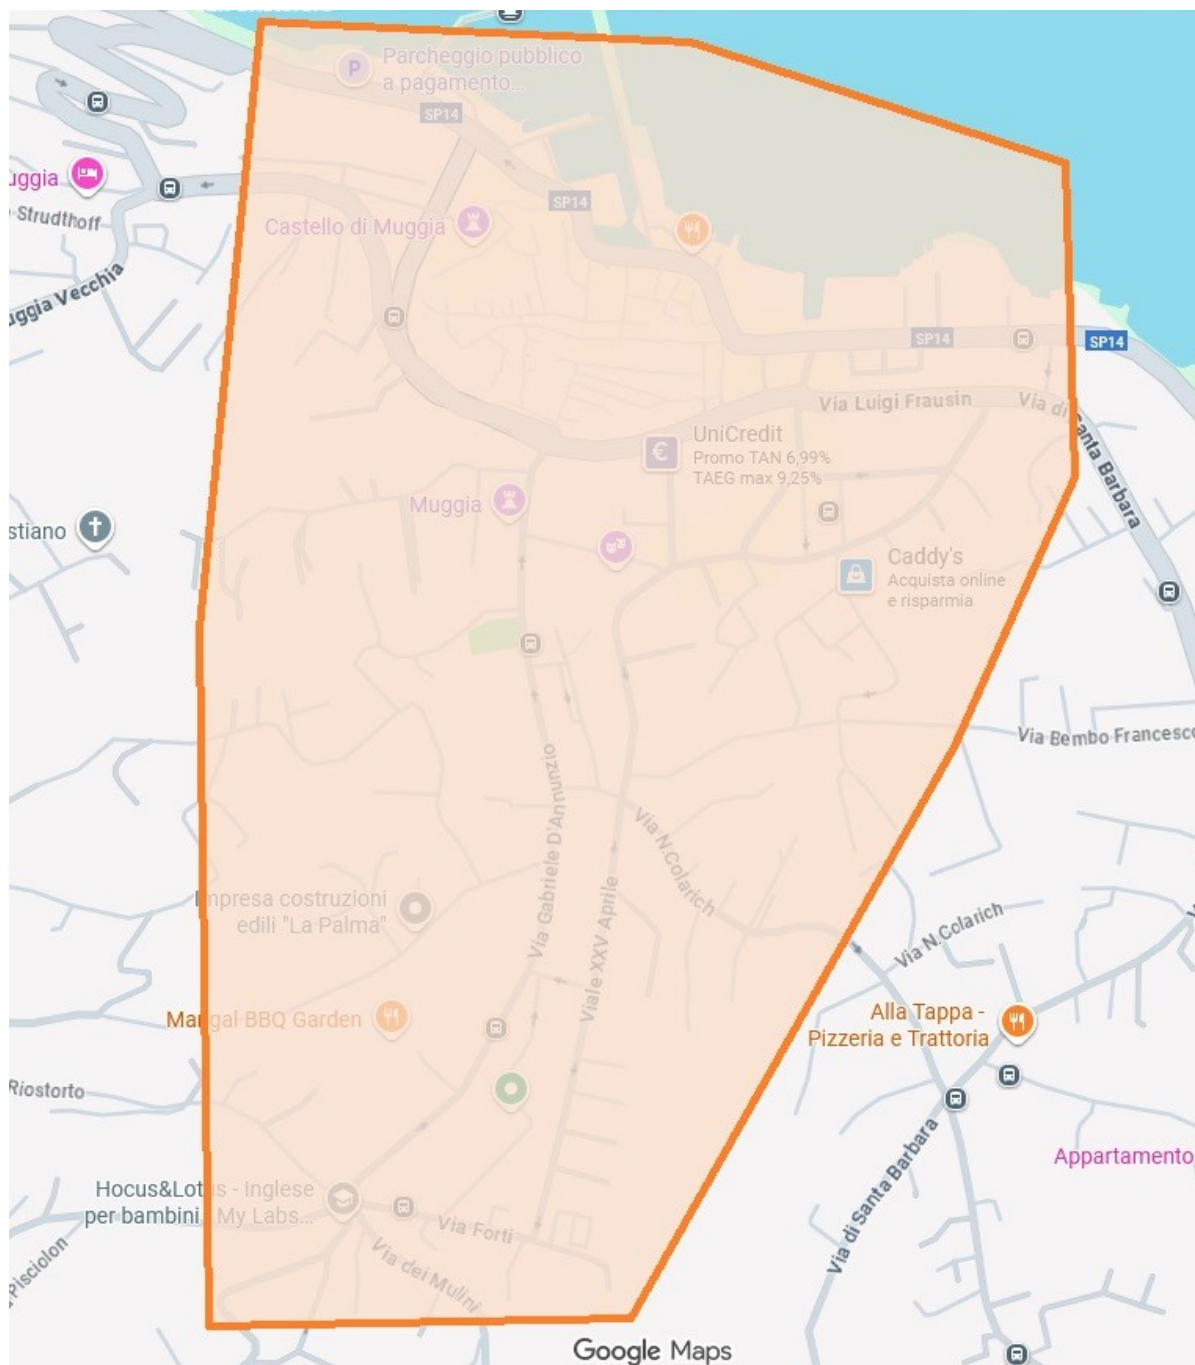 Parcheggio pubblico
a pagamento...
SP14
SP14
uggia
Strudthoff
Castello di Muggia
uggia Vecchia
SP14
SP14
Via Luigi Frausin
Via di Santa Barbara
UniCredit
Promo TAN 6,99%
TAEG max 9,25%
Muggia
stiano
Caddy's
Acquista online
e risparmia
Via Bembo Francesco
Via Gabriele D'Annunzio
Via N.Colarich
Impresa costruzioni
edili "La Palma"
Viale XXV Aprile
Via N.Colarich
Mangal BBQ Garden
Alla Tappa -
Pizzeria e Trattoria
Riostorto
Via di Santa Barbara
Appartamento
Hocus&Lotus - Inglese
per bambini - My Labs...
Via Forti
Via dei Mulini
Pisciolon
Google Maps